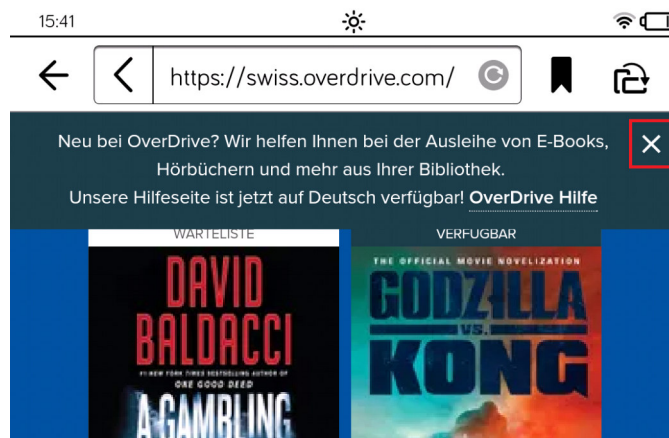 15:41
https://swiss.overdrive.com/
Neu bei OverDrive? Wir helfen Ihnen bei der Ausleihe von E-Books,
Hörbüchern und mehr aus Ihrer Bibliothek.
Unsere Hilfeseite ist jetzt auf Deutsch verfügbar! OverDrive Hilfe
WARTELISTE
VERFÜGBAR
DAVID
BALDACCI
#1 NEW YORK TIMES BESTSELLING AUTHOR OF
ONE GOOD DEED
A GAMBLING
THE OFFICIAL MOVIE NOVELIZATION
GODZILLA
VS.
KONG